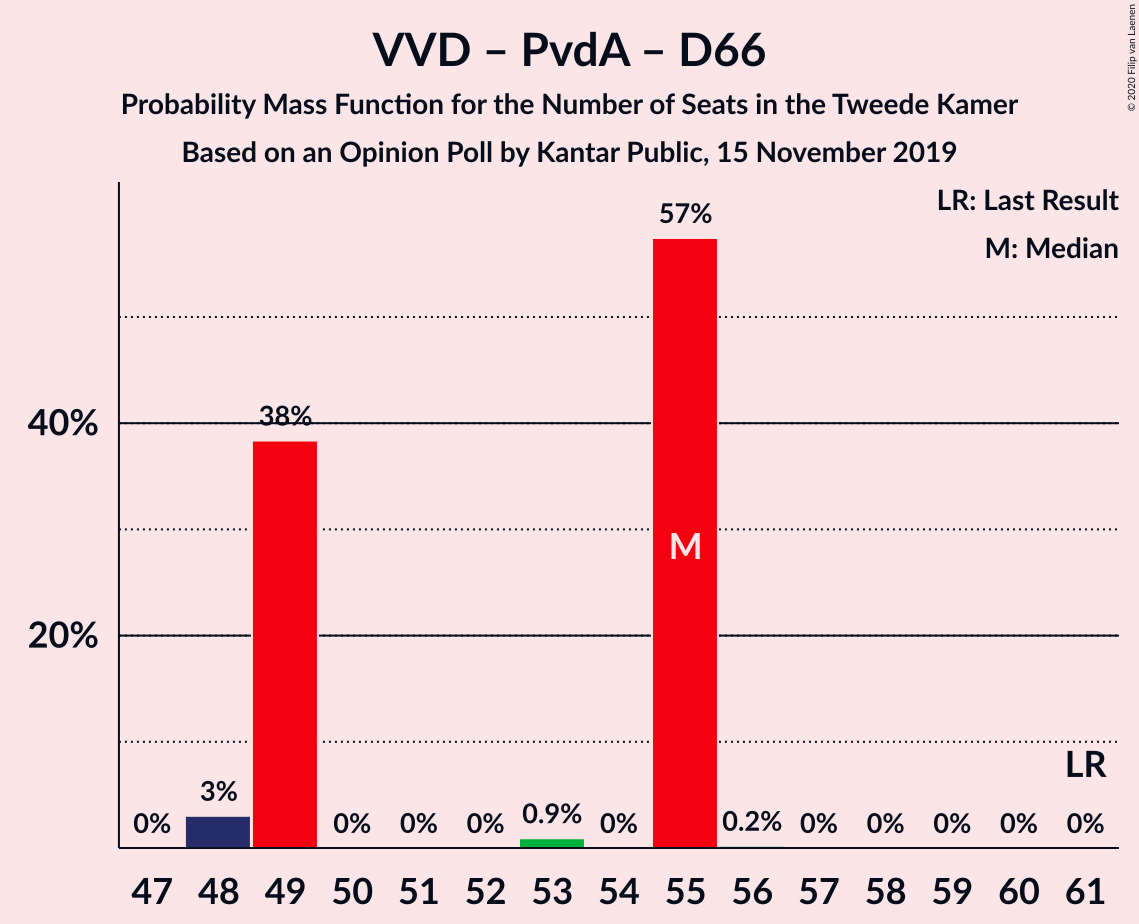 VVD – PvdA – D66
Probability Mass Function for the Number of Seats in the Tweede Kamer
Based on an Opinion Poll by Kantar Public, 15 November 2019
© 2020 Filip van Laenen
LR: Last Result
M: Median
57%
40%
38%
M
20%
LR
0% 3% 0% 0% 0% 0.9% 0% 0.2% 0% 0% 0% 0% 0%
47 48 49 50 51 52 53 54 55 56 57 58 59 60 61